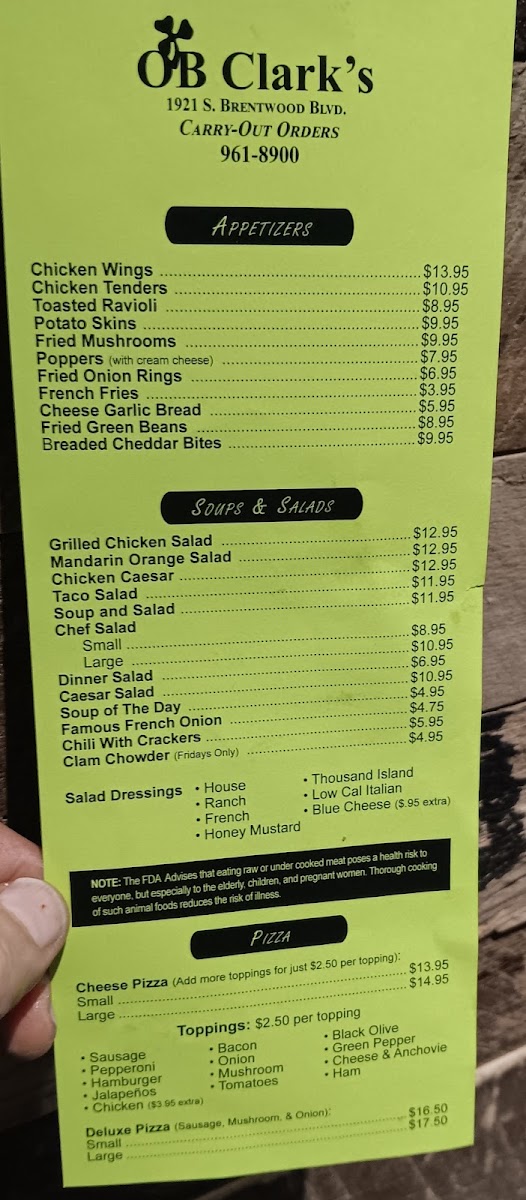 OB Clark's
1921 S. Brentwood Blvd.
Carry-Out Orders
961-8900
Appetizers
Chicken Wings $13.95
Chicken Tenders $10.95
Toasted Ravioli $8.95
Potato Skins $9.95
Fried Mushrooms $9.95
Poppers (with cream cheese) $7.95
Fried Onion Rings $6.95
French Fries $3.95
Cheese Garlic Bread $5.95
Fried Green Beans $8.95
Breaded Cheddar Bites $9.95
Soups & Salads
Grilled Chicken Salad $12.95
Mandarin Orange Salad $12.95
Chicken Caesar $12.95
Taco Salad $11.95
Soup and Salad $11.95
Chef Salad
Small $8.95
Large $10.95
Dinner Salad $6.95
Caesar Salad $10.95
Soup of The Day $4.95
Famous French Onion $4.75
Chili With Crackers $5.95
Clam Chowder (Fridays Only) $4.95
Salad Dressings
• House
• Ranch
• French
• Honey Mustard
• Thousand Island
• Low Cal Italian
• Blue Cheese ($.95 extra)
NOTE: The FDA Advises that eating raw or under cooked meat poses a health risk to
everyone, but especially to the elderly, children, and pregnant women. Thorough cooking
of such animal foods reduces the risk of illness.
Pizza
Cheese Pizza (Add more toppings for just $2.50 per topping):
Small $13.95
Large $14.95
Toppings: $2.50 per topping
• Sausage
• Pepperoni
• Hamburger
• Jalapeños
• Chicken ($3.95 extra)
• Bacon
• Onion
• Mushroom
• Tomatoes
• Black Olive
• Green Pepper
• Cheese & Anchovie
• Ham
Deluxe Pizza (Sausage, Mushroom, & Onion):
Small $16.50
Large $17.50